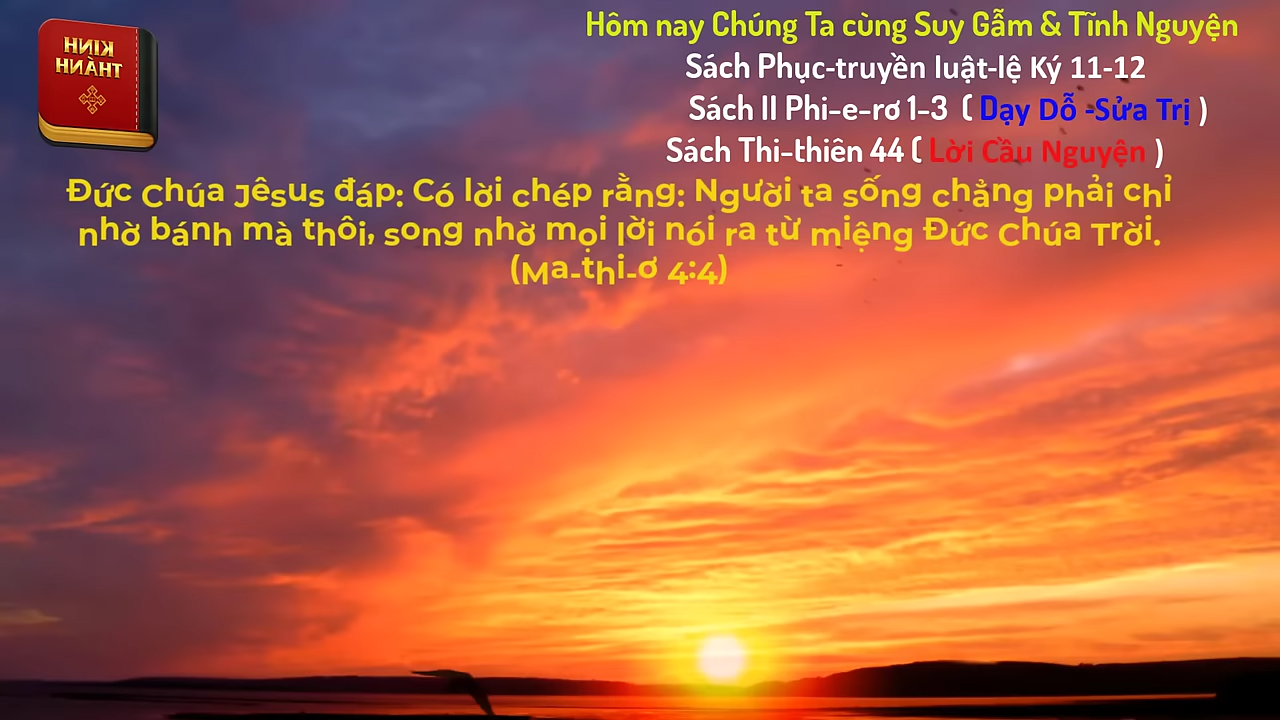 KINH
THÀNH
Hôm nay Chúng Ta cùng Suy Gẫm & Tĩnh Nguyện
Sách Phục-truyền luật-lệ Ký 11-12
Sách II Phi-e-rơ 1-3 ( Dạy Dỗ -Sửa Trị )
Sách Thi-thiên 44 ( Lời Cầu Nguyện )
Đức Chúa Jêsus đáp: Có lời chép rằng: Người ta sống chẳng phải chỉ
nhờ bánh mà thôi, song nhờ mọi lời nói ra từ miệng Đức Chúa Trời.
(Ma-thi-ơ 4:4)